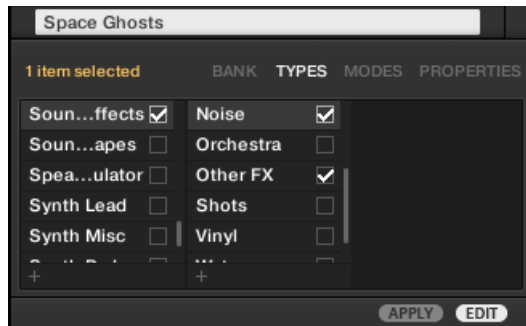 Space Ghosts
1 item selected BANK TYPES MODES PROPERTIES
Soun...ffects Noise
Soun...apes Orchestra
Spea...ulator Other FX
Synth Lead Shots
Synth Misc Vinyl
+ +
APPLY EDIT